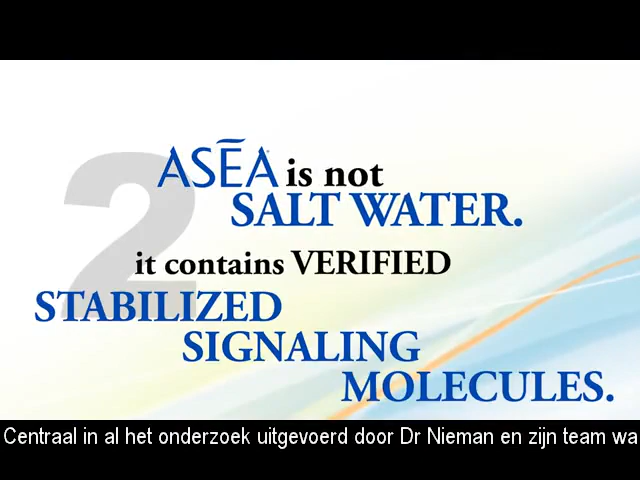 2
ASEA is not
SALT WATER.
it contains VERIFIED
STABILIZED
SIGNALING
MOLECULES.
Centraal in al het onderzoek uitgevoerd door Dr Nieman en zijn team wa